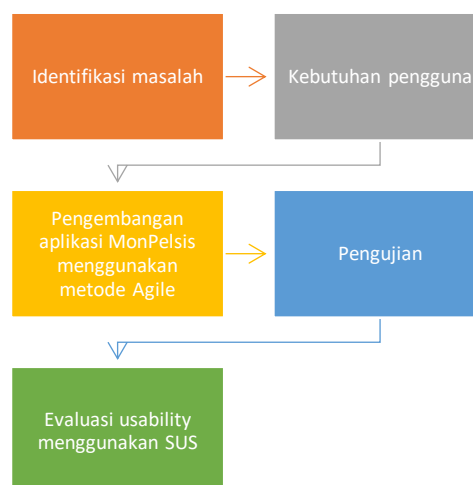 Identifikasi masalah
Kebutuhan pengguna
Pengembangan
aplikasi MonPelsis
menggunakan
metode Agile
Pengujian
Evaluasi usability
menggunakan SUS